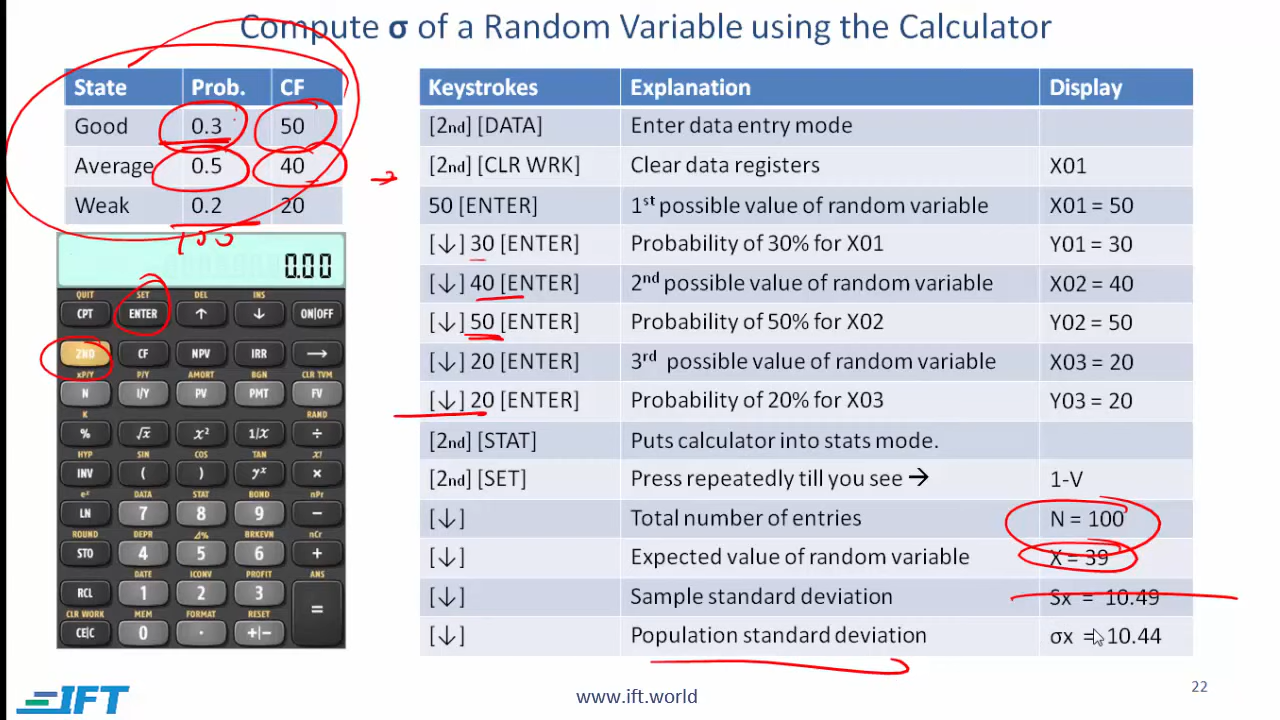 Compute σ of a Random Variable using the Calculator
State Prob. CF
Good 0.3 50
Average 0.5 40
Weak 0.2 20
100
0.00
QUIT SET DEL INS
CPT ENTER ↑ ↓ ON|OFF
2ND CF NPV IRR →
xP/Y P/Y AMORT BGN CLR TVM
N I/Y PV PMT FV
K RAND
% √x x² 1/X ÷
HYP SIN COS TAN x!
INV ( ) yˣ ×
eˣ DATA STAT BOND nPr
LN 7 8 9 −
ROUND DEPR Δ% BRKEVN nCr
STO 4 5 6 +
DATE ICONV PROFIT ANS
RCL 1 2 3 =
CLR WORK MEM FORMAT RESET
CE|C 0 . +|−
Keystrokes Explanation Display
[2nd] [DATA] Enter data entry mode
[2nd] [CLR WRK] Clear data registers X01
50 [ENTER] 1st possible value of random variable X01 = 50
[↓] 30 [ENTER] Probability of 30% for X01 Y01 = 30
[↓] 40 [ENTER] 2nd possible value of random variable X02 = 40
[↓] 50 [ENTER] Probability of 50% for X02 Y02 = 50
[↓] 20 [ENTER] 3rd possible value of random variable X03 = 20
[↓] 20 [ENTER] Probability of 20% for X03 Y03 = 20
[2nd] [STAT] Puts calculator into stats mode.
[2nd] [SET] Press repeatedly till you see → 1-V
[↓] Total number of entries N = 100
[↓] Expected value of random variable X = 39
[↓] Sample standard deviation Sx = 10.49
[↓] Population standard deviation σx = 10.44
IFT
www.ift.world
22